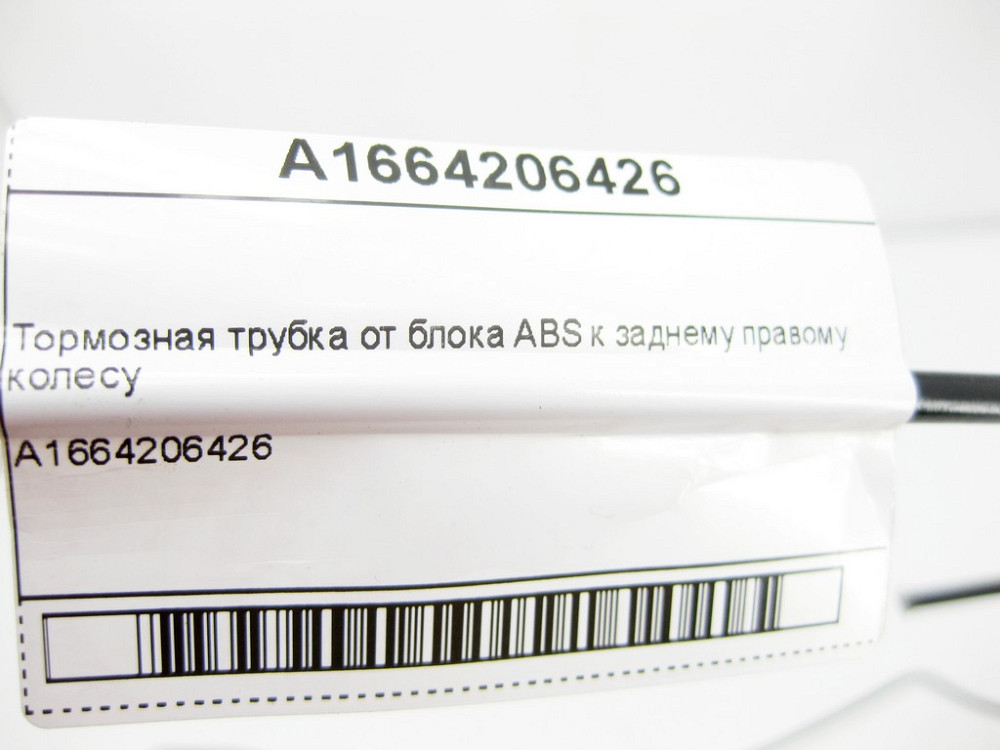 A1664206426
Тормозная трубка от блока ABS к заднему правому
колесу
A1664206426